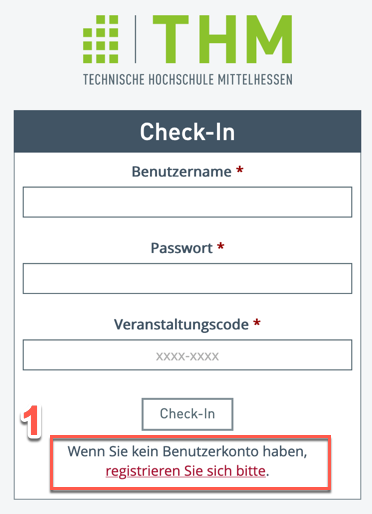 THM
TECHNISCHE HOCHSCHULE MITTELHESSEN
Check-In
Benutzername *
Passwort *
Veranstaltungscode *
xxxx-xxxx
Check-In
1
Wenn Sie kein Benutzerkonto haben,
registrieren Sie sich bitte.